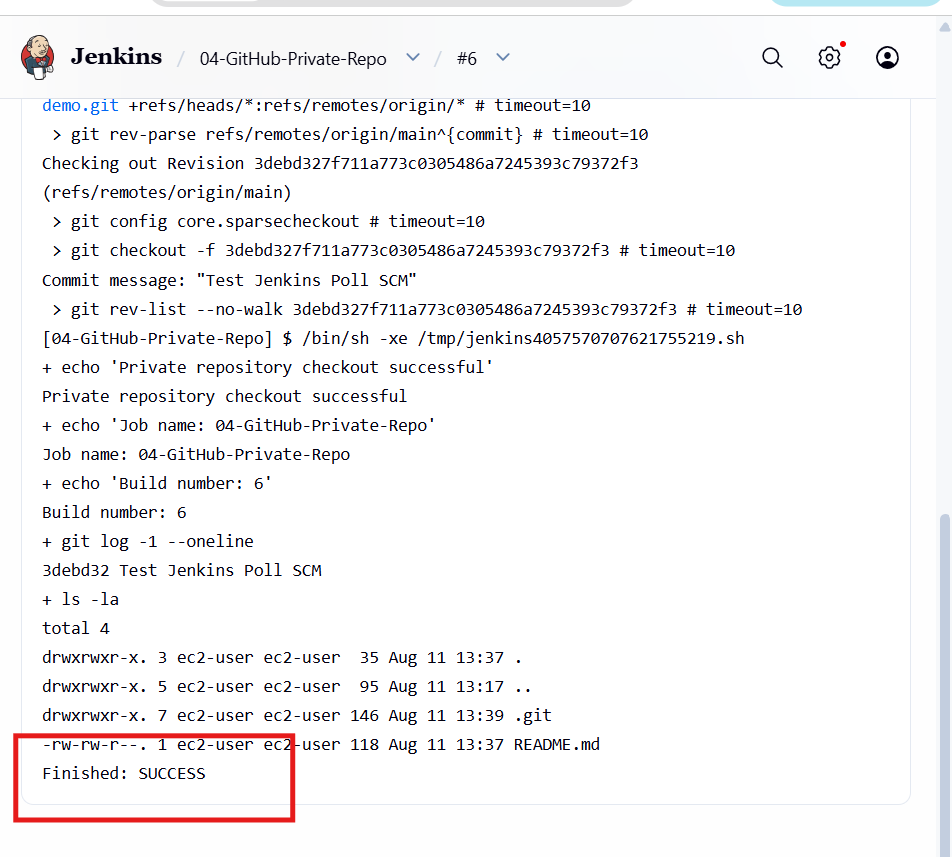 Jenkins / 04-GitHub-Private-Repo / #6
demo.git +refs/heads/*:refs/remotes/origin/* # timeout=10
 > git rev-parse refs/remotes/origin/main^{commit} # timeout=10
Checking out Revision 3debd327f711a773c0305486a7245393c79372f3
(refs/remotes/origin/main)
 > git config core.sparsecheckout # timeout=10
 > git checkout -f 3debd327f711a773c0305486a7245393c79372f3 # timeout=10
Commit message: "Test Jenkins Poll SCM"
 > git rev-list --no-walk 3debd327f711a773c0305486a7245393c79372f3 # timeout=10
[04-GitHub-Private-Repo] $ /bin/sh -xe /tmp/jenkins4057570707621755219.sh
+ echo 'Private repository checkout successful'
Private repository checkout successful
+ echo 'Job name: 04-GitHub-Private-Repo'
Job name: 04-GitHub-Private-Repo
+ echo 'Build number: 6'
Build number: 6
+ git log -1 --oneline
3debd32 Test Jenkins Poll SCM
+ ls -la
total 4
drwxrwxr-x. 3 ec2-user ec2-user  35 Aug 11 13:37 .
drwxrwxr-x. 5 ec2-user ec2-user  95 Aug 11 13:17 ..
drwxrwxr-x. 7 ec2-user ec2-user 146 Aug 11 13:39 .git
-rw-rw-r--. 1 ec2-user ec2-user 118 Aug 11 13:37 README.md
Finished: SUCCESS